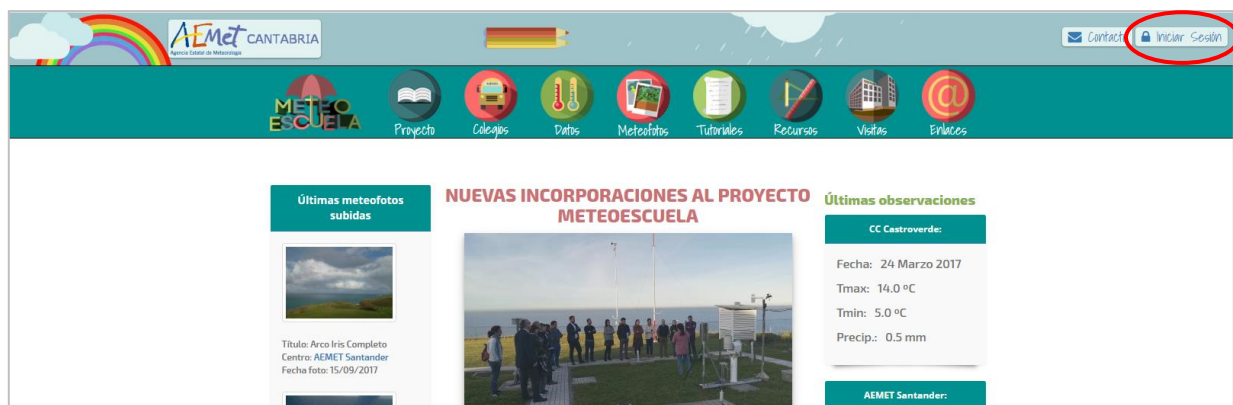 AEMet
Agencia Estatal de Meteorología
CANTABRIA
Contact
Iniciar Sesión
METEO
ESCUELA
Proyecto
Colegios
Datos
Meteofotos
Tutoriales
Recursos
Visitas
Enlaces
Últimas meteofotos
subidas
Título: Arco Iris Completo
Centro: AEMET Santander
Fecha foto: 15/09/2017
NUEVAS INCORPORACIONES AL PROYECTO
METEOESCUELA
Últimas observaciones
CC Castroverde:
Fecha: 24 Marzo 2017
Tmax: 14.0 ºC
Tmin: 5.0 ºC
Precip.: 0.5 mm
AEMET Santander: